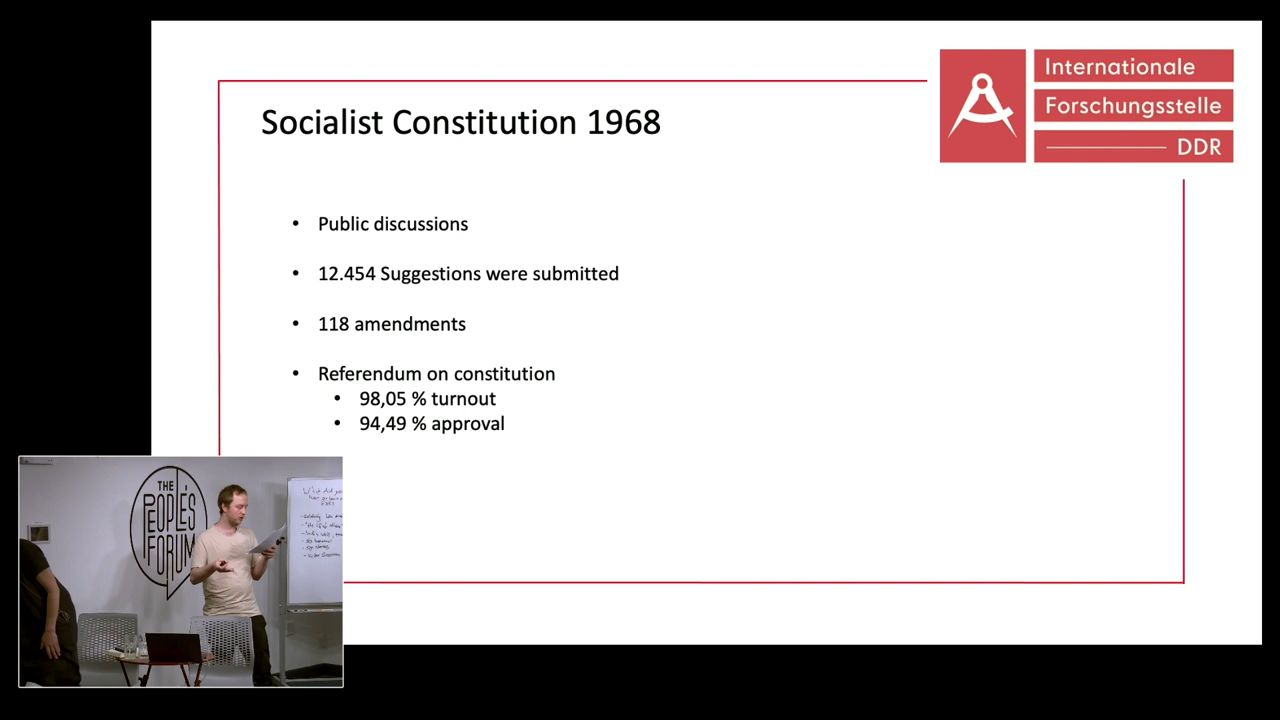 Internationale
Forschungsstelle
DDR
Socialist Constitution 1968
• Public discussions
• 12.454 Suggestions were submitted
• 118 amendments
• Referendum on constitution
• 98,05 % turnout
• 94,49 % approval
THE
PEOPLE'S
FORUM